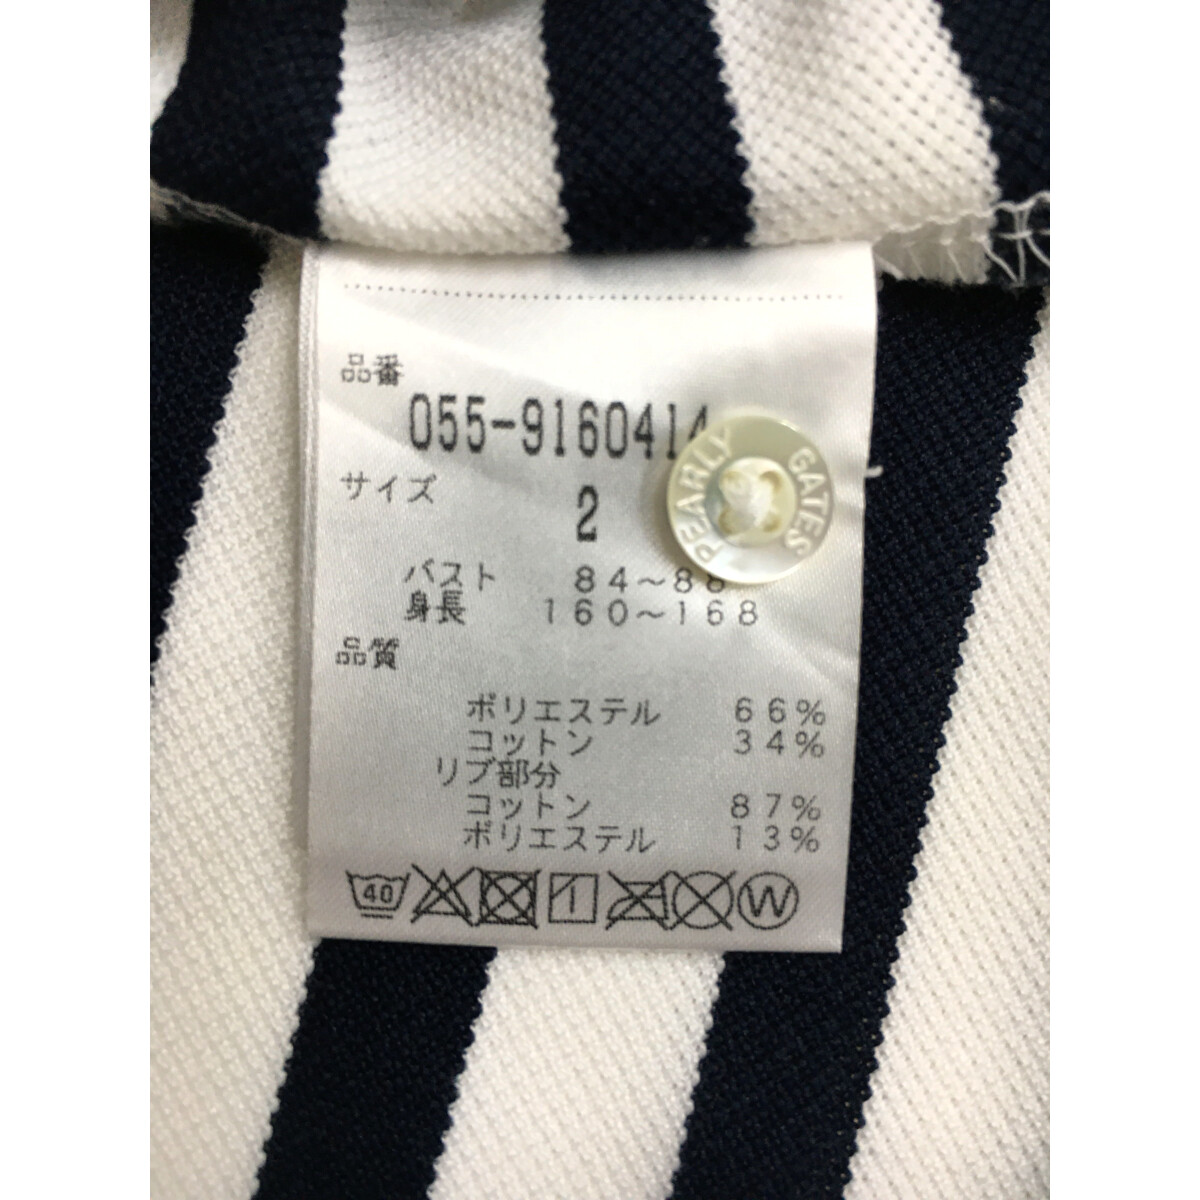 品番
055-9160414
サイズ
2
PEARLY GATES
バスト 84～88
身長 160～168
品質
ポリエステル 66%
コットン 34%
リブ部分
コットン 87%
ポリエステル 13%
40 W